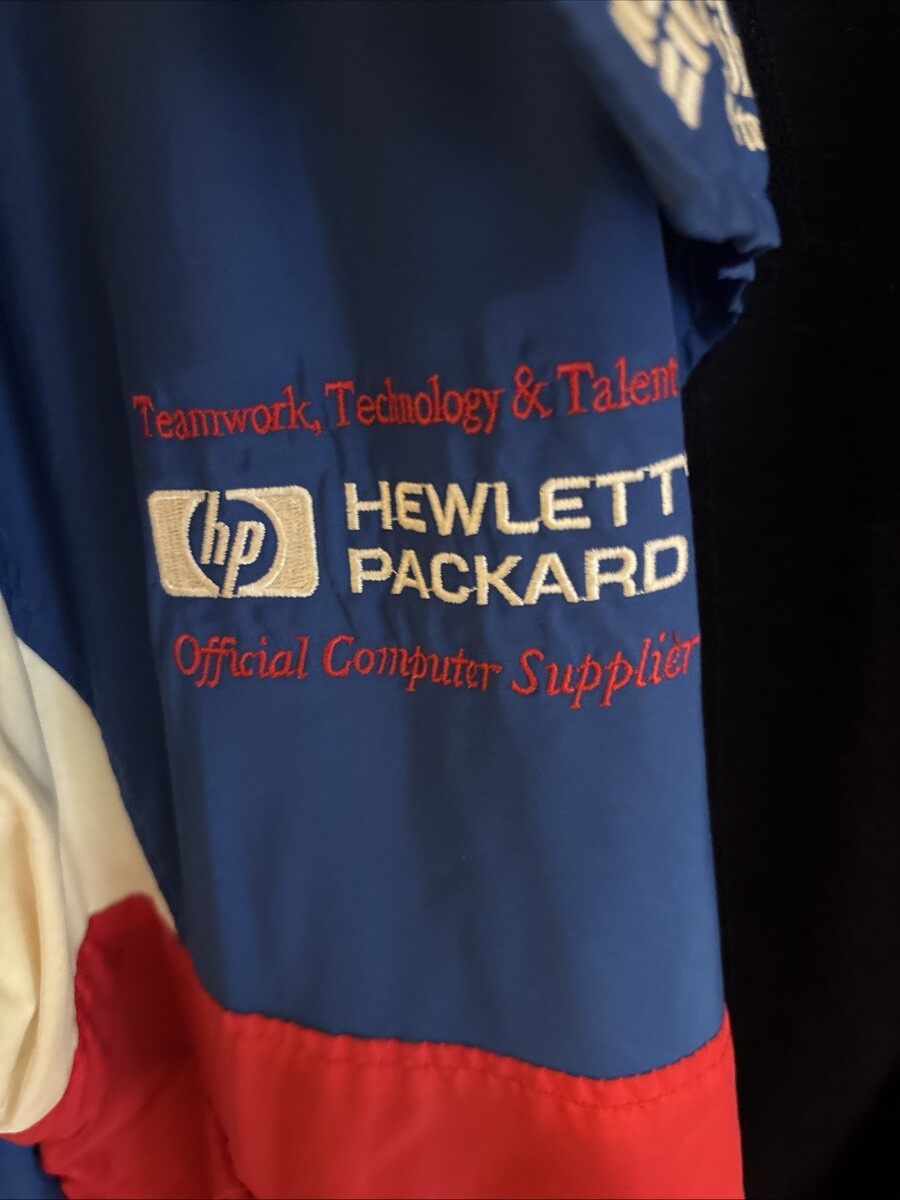 Teamwork, Technology & Talent
hp HEWLETT
PACKARD
Official Computer Supplier